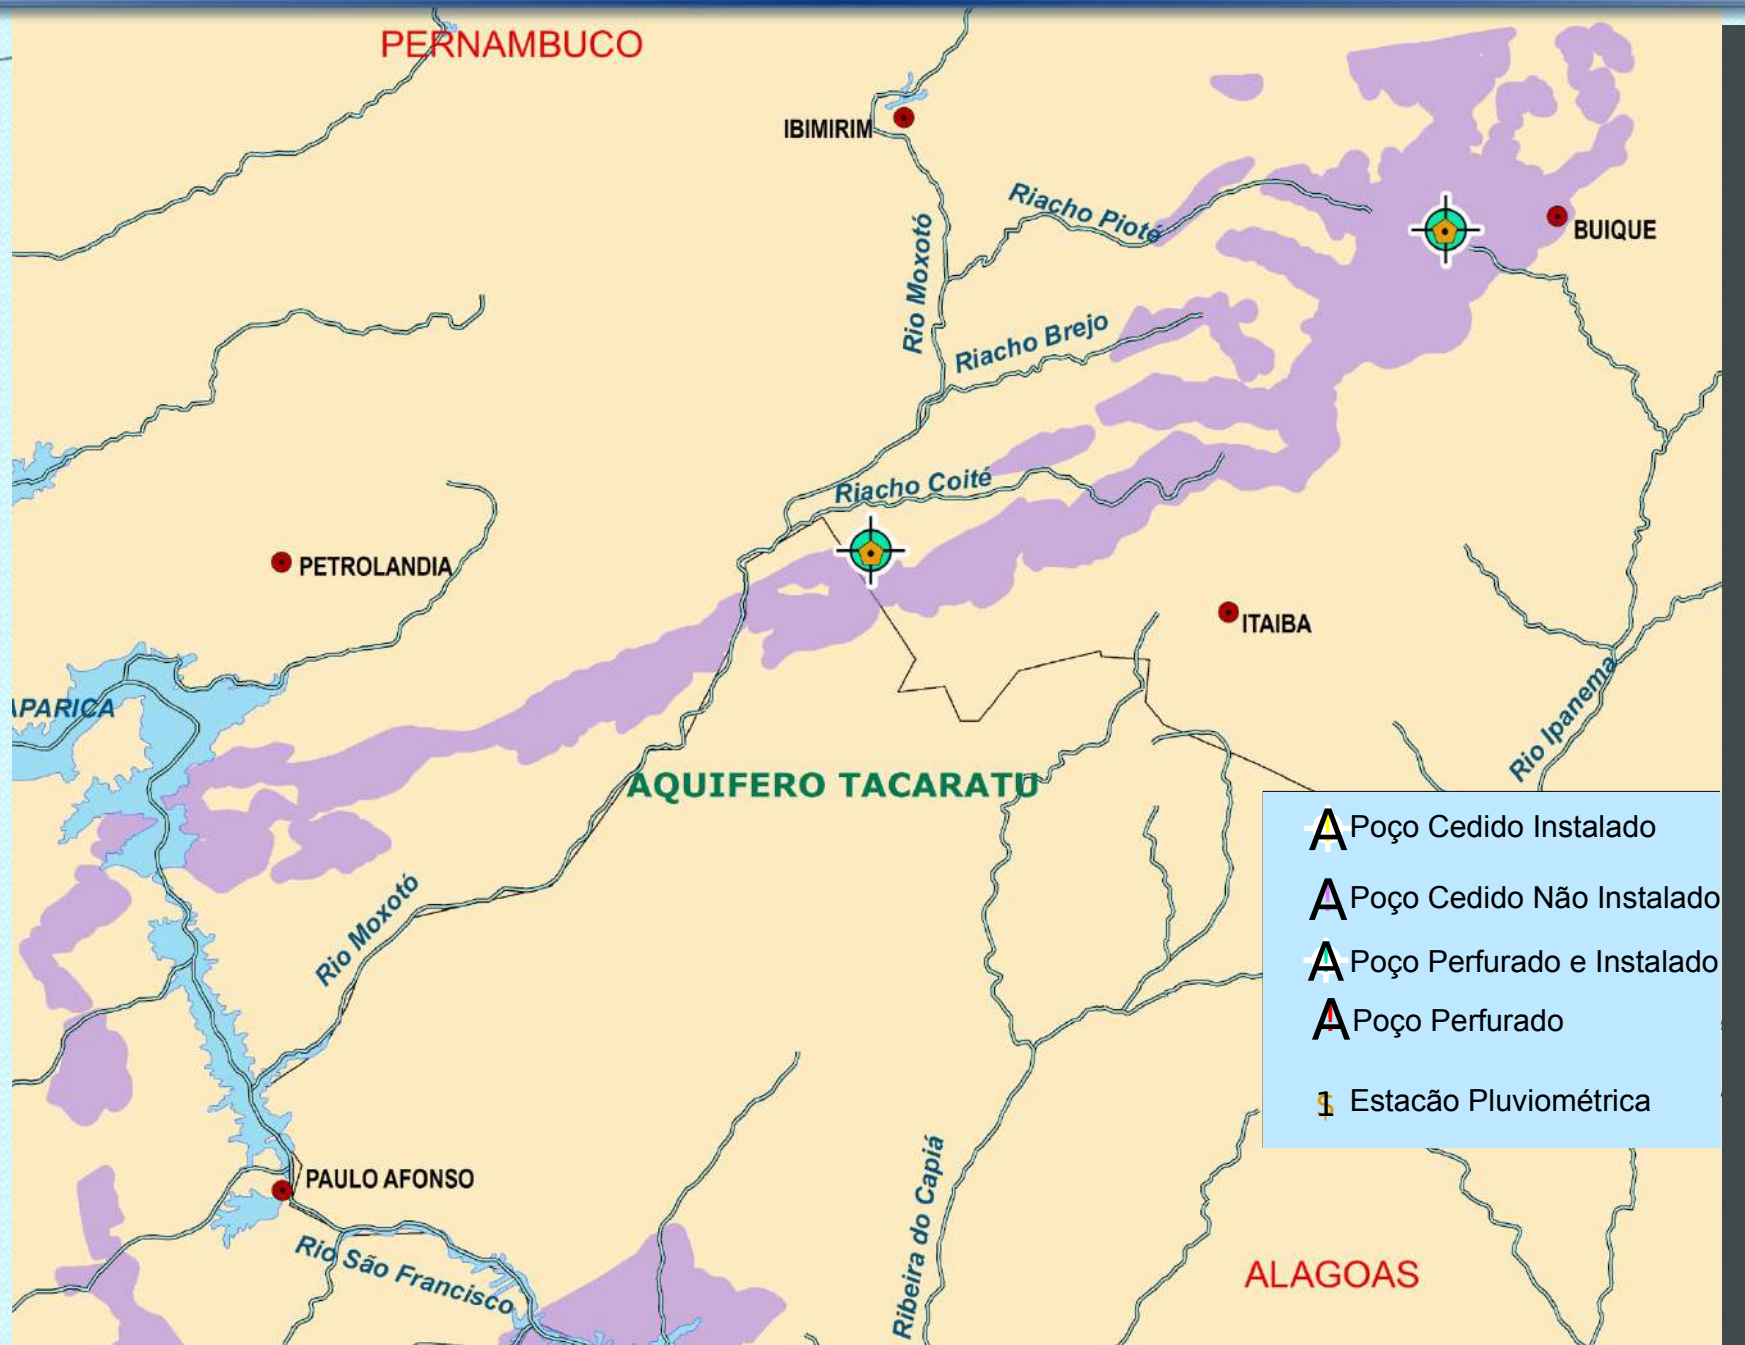 PERNAMBUCO
IBIMIRIM
Riacho Pioté
BUIQUE
Rio Moxotó
Riacho Brejo
Riacho Coité
PETROLANDIA
ITAIBA
APARICA
Rio Ipanema
AQUIFERO TACARATU
A Poço Cedido Instalado
A Poço Cedido Não Instalado
A Poço Perfurado e Instalado
A Poço Perfurado
1 Estacão Pluviométrica
Rio Moxotó
PAULO AFONSO
Rio São Francisco
Ribeira do Capiá
ALAGOAS